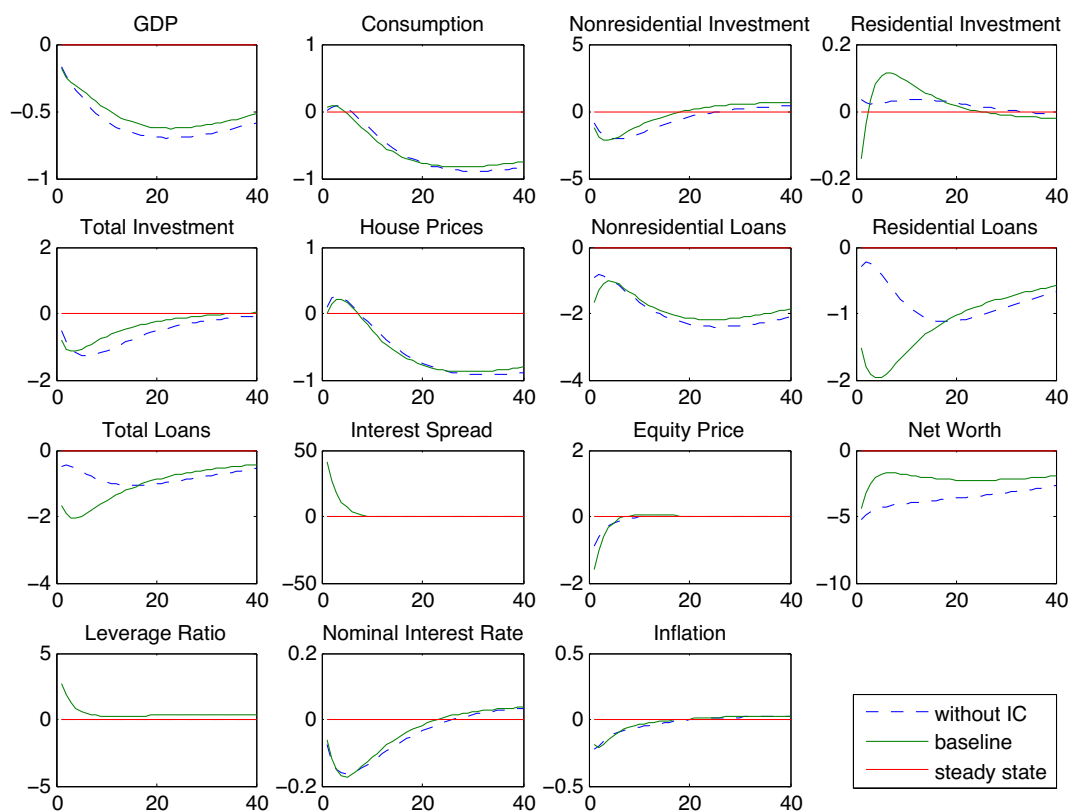 GDP
Consumption
Nonresidential Investment
Residential Investment
0
−0.5
−1
0 20 40
1
0
−1
0 20 40
5
0
−5
0 20 40
0.2
0
−0.2
0 20 40
Total Investment
House Prices
Nonresidential Loans
Residential Loans
2
0
−2
0 20 40
1
0
−1
0 20 40
0
−2
−4
0 20 40
0
−1
−2
0 20 40
Total Loans
Interest Spread
Equity Price
Net Worth
0
−2
−4
0 20 40
50
0
−50
0 20 40
2
0
−2
0 20 40
0
−5
−10
0 20 40
Leverage Ratio
Nominal Interest Rate
Inflation
5
0
−5
0 20 40
0.2
0
−0.2
0 20 40
0.5
0
−0.5
0 20 40
without IC
baseline
steady state